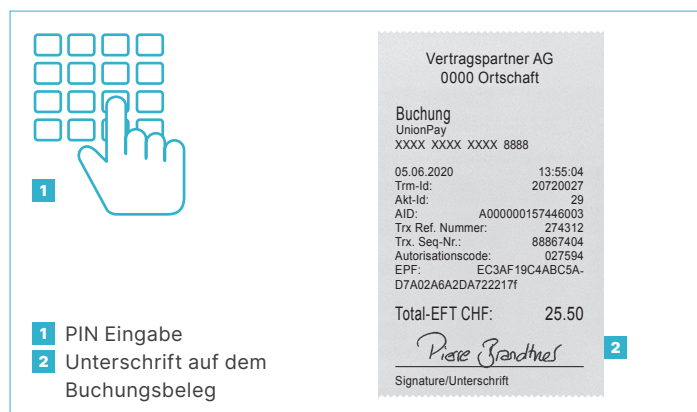 1
1 PIN Eingabe
2 Unterschrift auf dem
Buchungsbeleg
Vertragspartner AG
0000 Ortschaft
Buchung
UnionPay
XXXX XXXX XXXX 8888
05.06.2020 13:55:04
Trm-Id: 20720027
Akt-Id: 29
AID: A000000157446003
Trx Ref. Nummer: 274312
Trx. Seq-Nr.: 88867404
Autorisationscode: 027594
EPF: EC3AF19C4ABC5A-
D7A02A6A2DA722217f
Total-EFT CHF: 25.50
2
Signature/Unterschrift